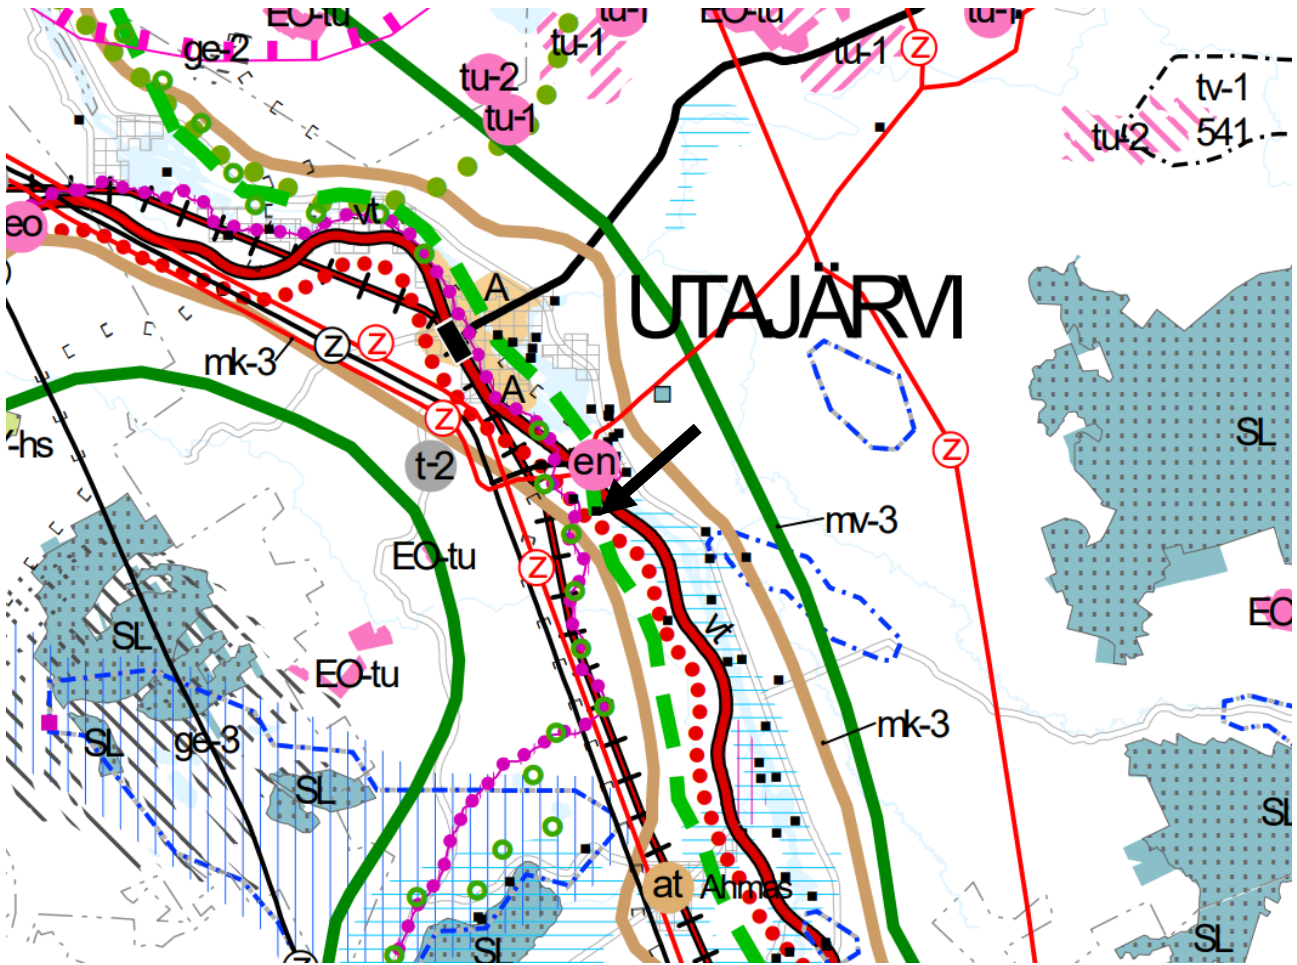 EO-tu
tu-1
EO-tu
tu-1
ge-2
tu-1
tu-1
z
tu-2
tu-1
tv-1
541
tu-2
eo
vt
A
UTAJÄRVI
mk-3
z
z
A
z
SL
-hs
t-2
en
z
mv-3
EO-tu
z
EO
SL
vt
EO-tu
SL
ge-3
mk-3
SL
SL
at
Ahmas
SL
SL
z